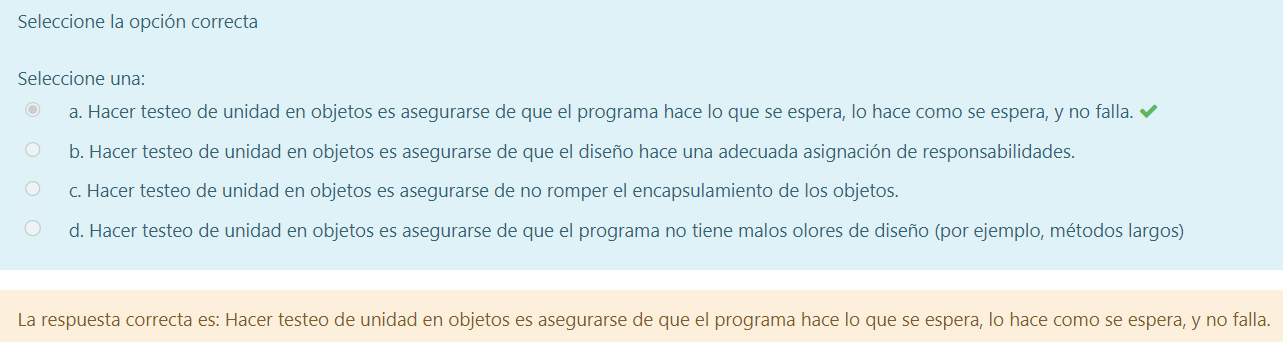 Seleccione la opción correcta
Seleccione una:
a. Hacer testeo de unidad en objetos es asegurarse de que el programa hace lo que se espera, lo hace como se espera, y no falla.
b. Hacer testeo de unidad en objetos es asegurarse de que el diseño hace una adecuada asignación de responsabilidades.
c. Hacer testeo de unidad en objetos es asegurarse de no romper el encapsulamiento de los objetos.
d. Hacer testeo de unidad en objetos es asegurarse de que el programa no tiene malos olores de diseño (por ejemplo, métodos largos)
La respuesta correcta es: Hacer testeo de unidad en objetos es asegurarse de que el programa hace lo que se espera, lo hace como se espera, y no falla.